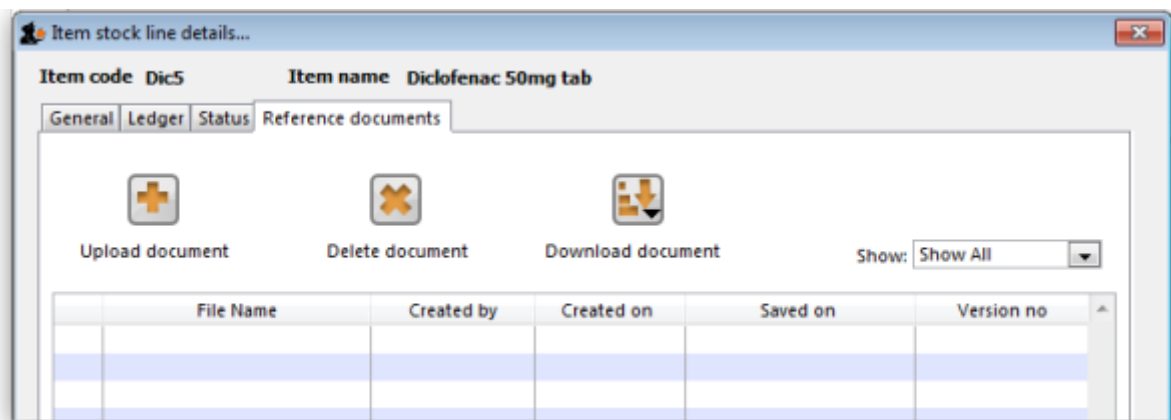 Item stock line details...
Item code Dic5 Item name Diclofenac 50mg tab
General Ledger Status Reference documents
Upload document Delete document Download document Show: Show All
File Name Created by Created on Saved on Version no